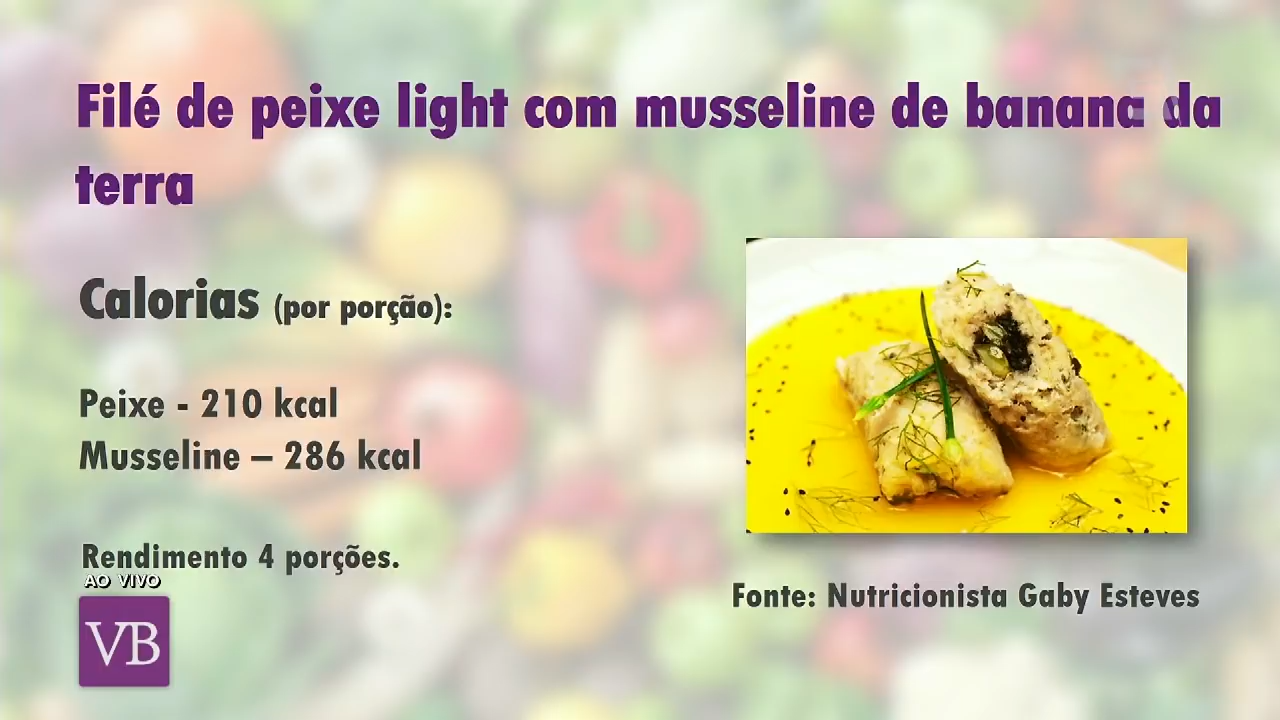 Filé de peixe light com musseline de banana da
terra
Calorias (por porção):
Peixe - 210 kcal
Musseline – 286 kcal
Rendimento 4 porções.
AO VIVO
VB
Fonte: Nutricionista Gaby Esteves